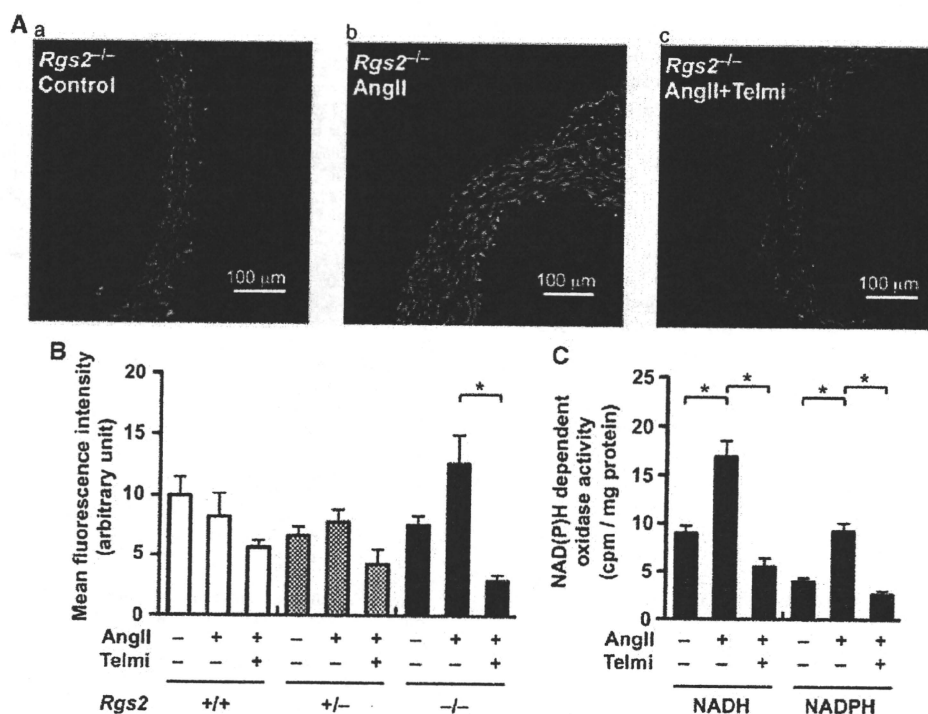 A
a
Rgs2–/–
Control
100 μm
b
Rgs2–/–
AngII
100 μm
c
Rgs2–/–
AngII+Telmi
100 μm
B
Mean fluorescence intensity
(arbitrary unit)
20
15
10
5
0
*
AngII – + + – + + – + +
Telmi – – + – – + – – +
Rgs2 +/+ +/– –/–
C
NAD(P)H dependent
oxidase activity
(cpm / mg protein)
25
20
15
10
5
0
* * * *
AngII – + + – + +
Telmi – – + – – +
NADH NADPH